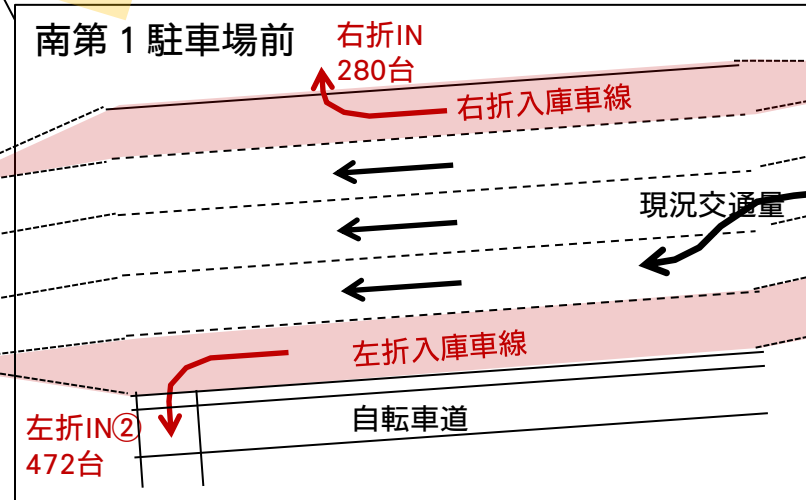 南第1駐車場前
右折IN
280台
右折入庫車線
現況交通量
左折入庫車線
自転車道
左折IN②
472台